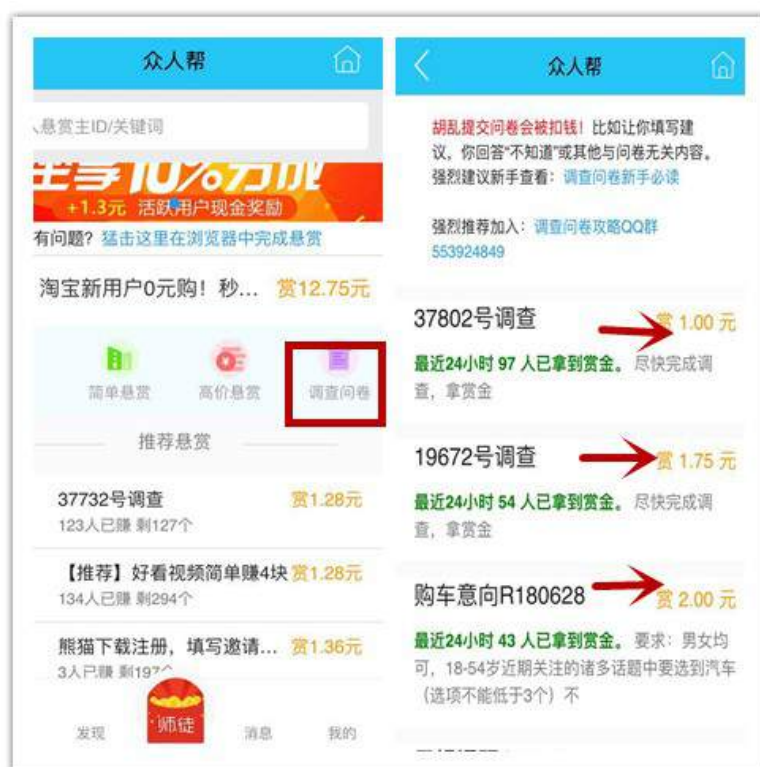 众人帮
人悬赏主ID/关键词
+1.3元 活跃用户现金奖励
有问题？猛击这里在浏览器中完成悬赏
淘宝新用户0元购！秒... 赏12.75元
简单悬赏 高价悬赏 调查问卷
推荐悬赏
37732号调查 赏1.28元
123人已赚 剩127个
【推荐】好看视频简单赚4块 赏1.28元
134人已赚 剩294个
熊猫下载注册，填写邀请... 赏1.36元
3人已赚 剩197个
发现 师徒 消息 我的
众人帮
胡乱提交问卷会被扣钱！比如让你填写建
议，你回答“不知道”或其他与问卷无关内容。
强烈建议新手查看：调查问卷新手必读
强烈推荐加入：调查问卷攻略QQ群
553924849
37802号调查 赏 1.00 元
最近24小时 97 人已拿到赏金。尽快完成调
查，拿赏金
19672号调查 赏 1.75 元
最近24小时 54 人已拿到赏金。尽快完成调
查，拿赏金
购车意向R180628 赏 2.00 元
最近24小时 43 人已拿到赏金。要求：男女均
可，18-54岁近期关注的诸多话题中要选到汽车
（选项不能低于3个）不